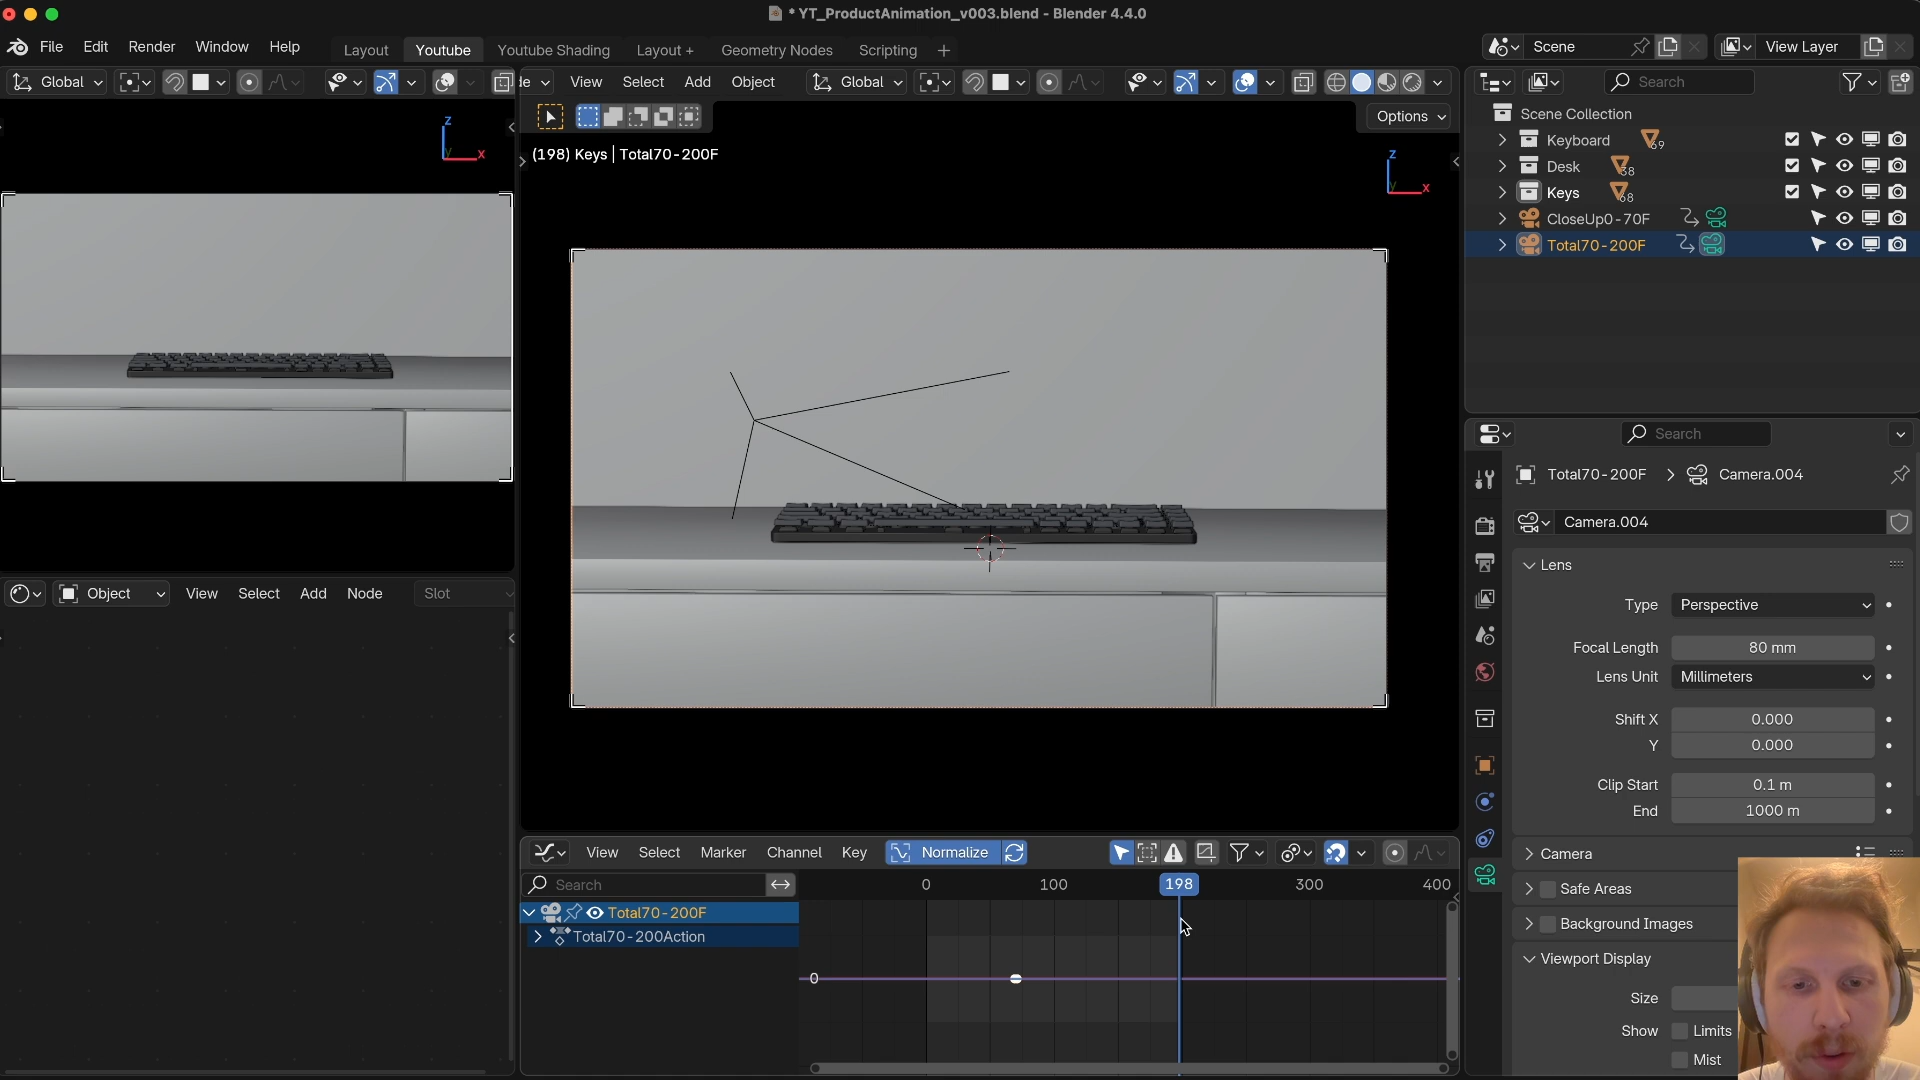 * YT_ProductAnimation_v003.blend - Blender 4.4.0
File Edit Render Window Help
Layout Youtube Youtube Shading Layout + Geometry Nodes Scripting
Scene
View Layer
Global
de View Select Add Object
Global
Search
Options
(198) Keys | Total70-200F
z
x
y
z
x
y
Scene Collection
Keyboard 69
Desk 38
Keys 68
CloseUp0-70F
Total70-200F
Search
Total70-200F > Camera.004
Camera.004
Lens
Type Perspective
Focal Length 80 mm
Lens Unit Millimeters
Shift X 0.000
Y 0.000
Clip Start 0.1 m
End 1000 m
Camera
Safe Areas
Background Images
Viewport Display
Size
Show Limits
Mist
Object View Select Add Node Slot
View Select Marker Channel Key Normalize
Search
0 100 198 300 400
Total70-200F
Total70-200Action
0